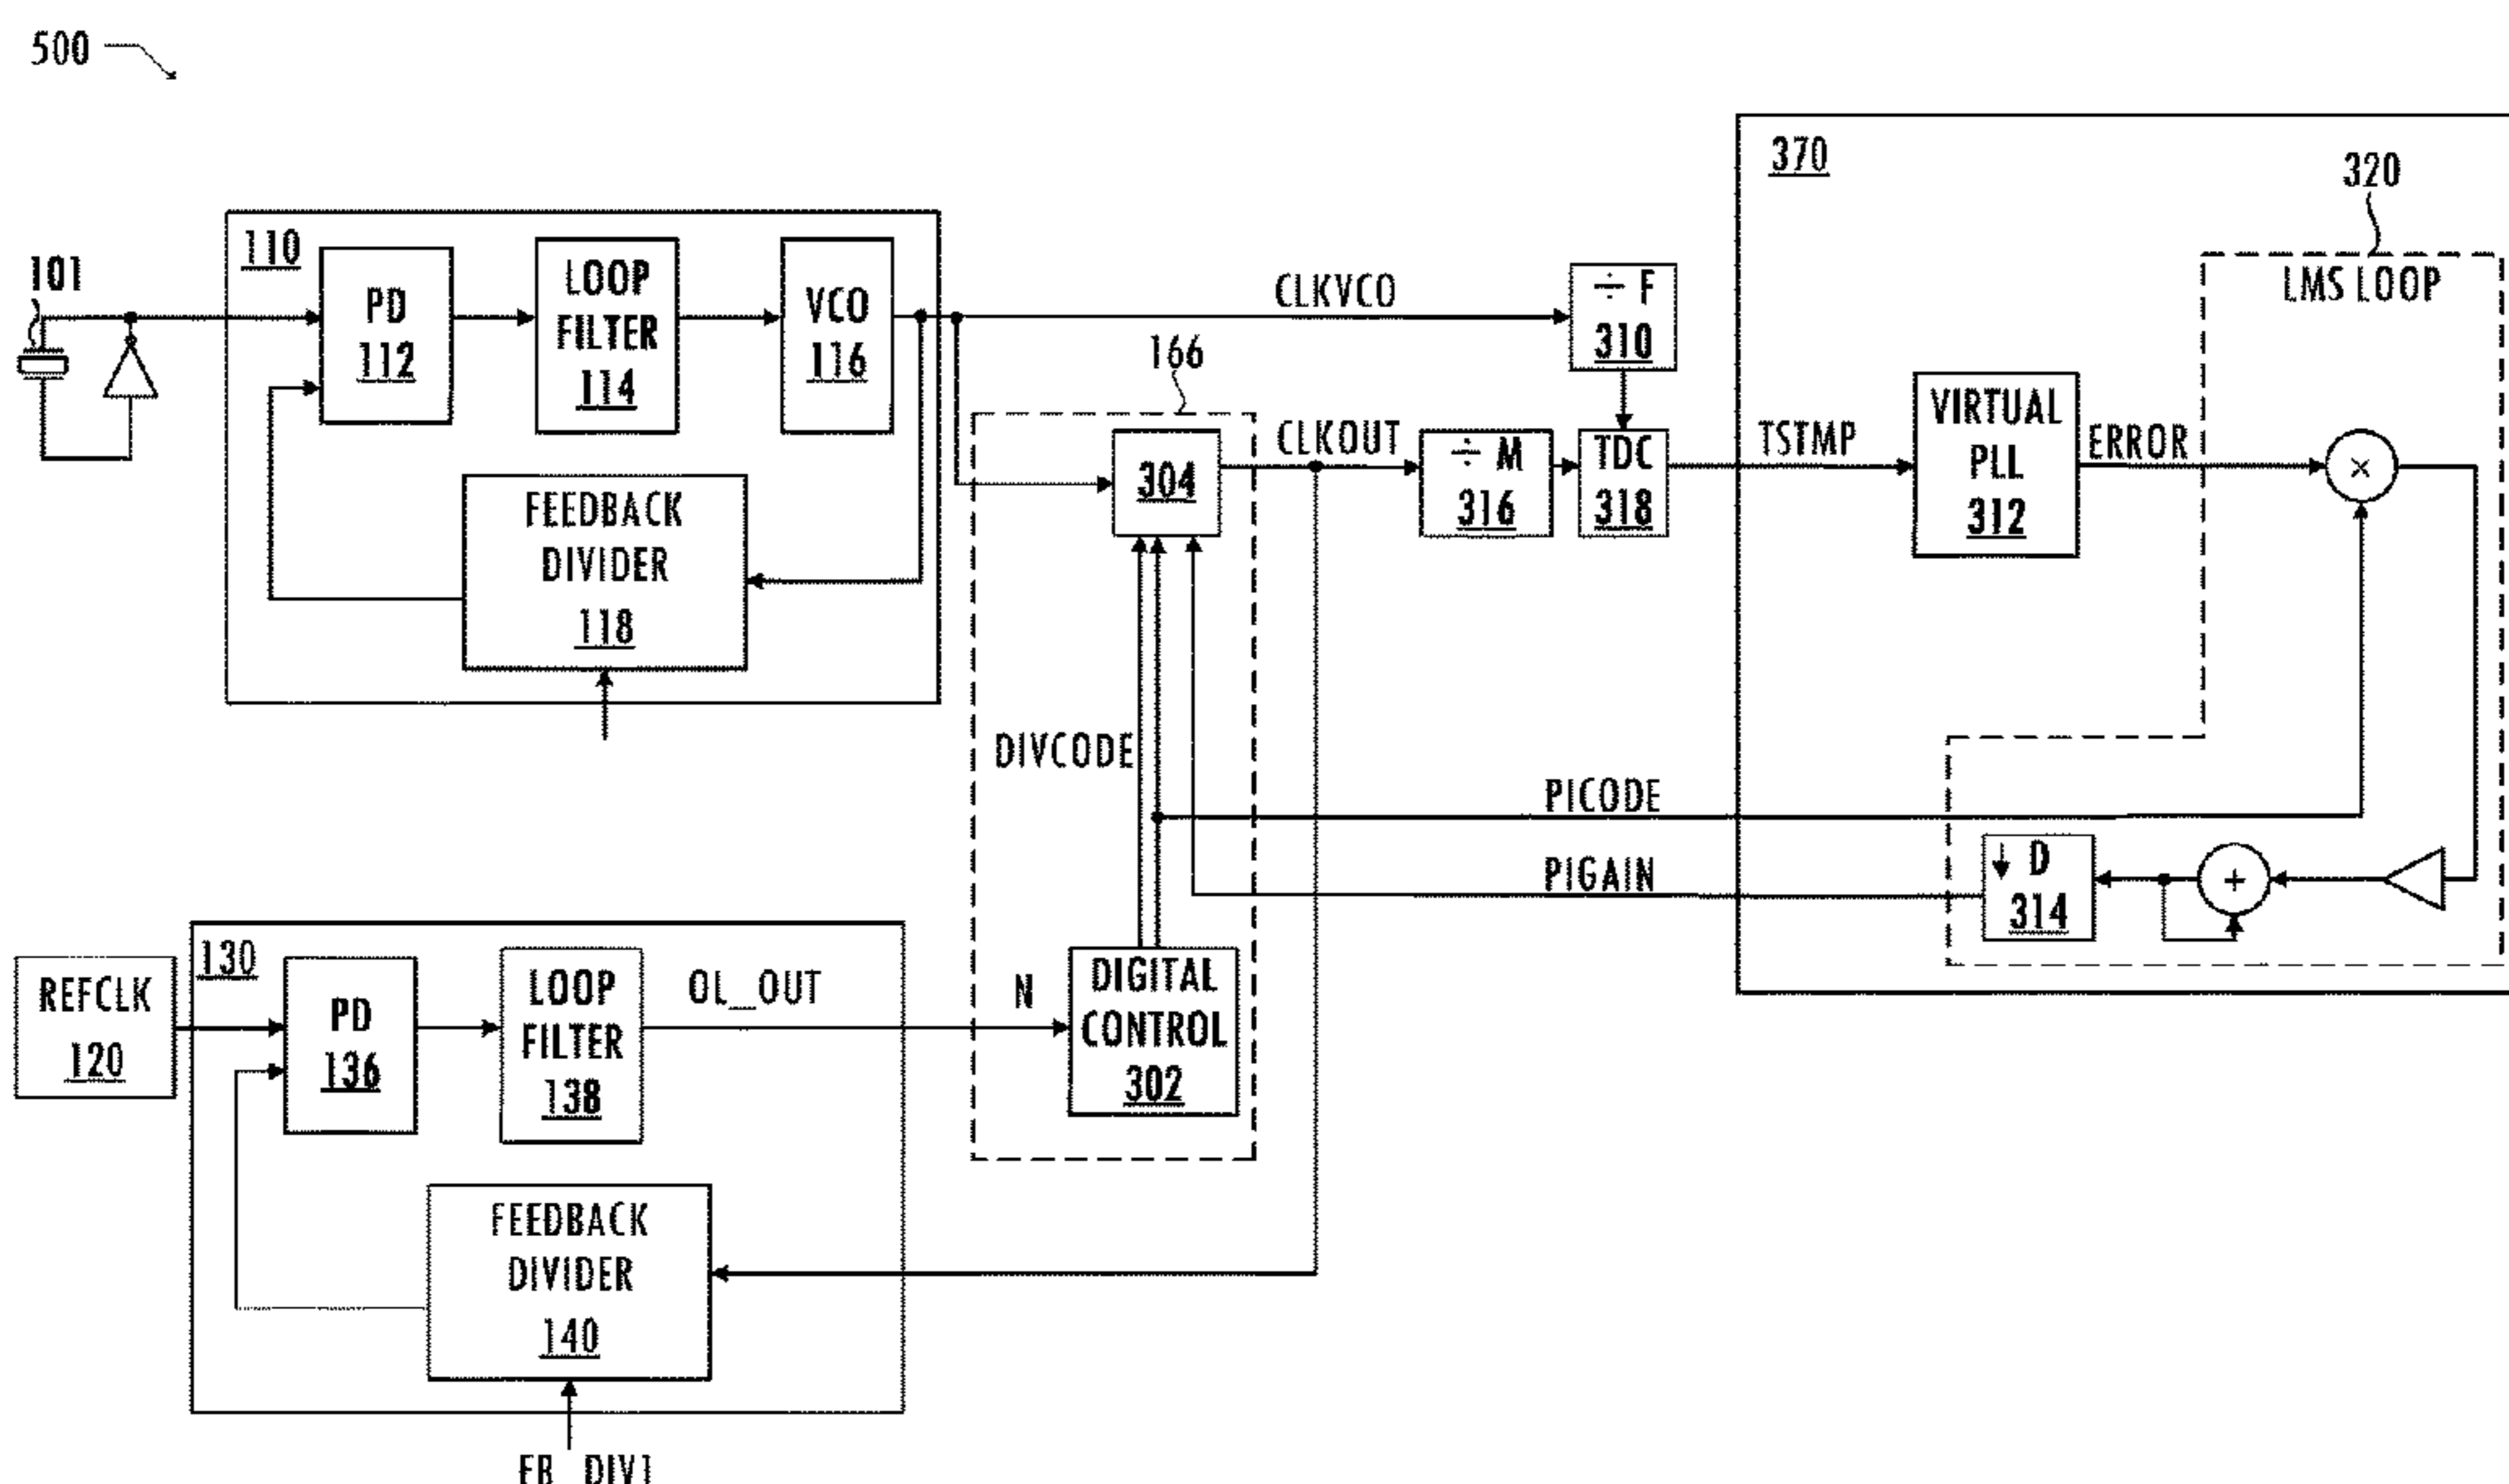 500
370
320
LMS LOOP
110
101
PD
112
LOOP
FILTER
114
VCO
116
CLKVCO
÷ F
310
166
304
CLKOUT
÷ M
316
TDC
318
TSTMP
VIRTUAL
PLL
312
ERROR
×
FEEDBACK
DIVIDER
118
DIVCODE
PICODE
PIGAIN
↓ D
314
+
130
REFCLK
120
PD
136
LOOP
FILTER
138
OL_OUT
N
DIGITAL
CONTROL
302
FEEDBACK
DIVIDER
140
FB_DIV1